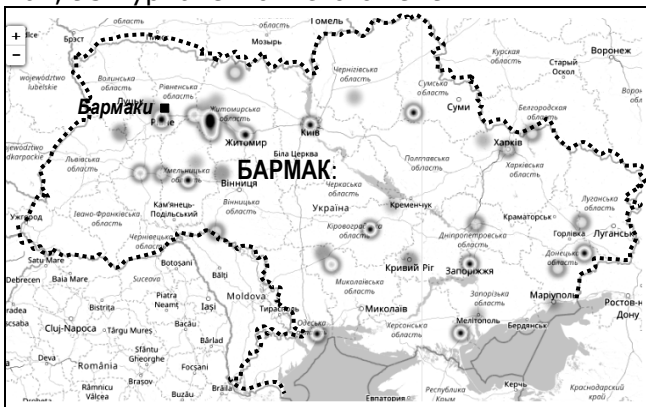 +
−
Брэст
Гомель
Мозырь
область
область
Воронеж
województwo
lubelskie
Волинська
область
Рівненська
область
Чернігівська
область
Курская
область
Старый
Оскол
Сумська
область
Суми
Белгородская
область
Луцьк
Бармаки
Житомирська
область
Житомир
Київ
Біла Церква
Харків
Харківська
область
Львівська
область
Хмельницька
область
БАРМАК:
Вінниця
Полтавська
область
Черкаська
область
Україна
Кременчук
Луганська
область
Краматорськ
Івано-Франківська
область
Кам'янець-
Подільський
Вінницька
область
Кіровоградська
область
Дніпропетровська
область
Горлівка
Луганськ
Ужгород
Чернівецька
область
Донецька
область
Satu Mare
Botoșani
Bălți
Кривий Ріг
Запоріжжя
Debrecen
Baia Mare
Suceava
Миколаївська
область
Moldova
Bistrița
Piatra
Neamț
Iași
Тирасполь
Миколаїв
Запорізька
область
Маріуполь
Ростов-н
Дону
Cluj-Napoca
Târgu Mureș
Bacău
Одеська
Херсонська
область
Мелітополь
Бердянськ
Bârlad
Deva
Sfântu
Gheorghe
Focșani
România
Brașov
Râmnicu
Vâlcea
Buzău
Brăila
Евпатория
Республика
Крым
Керчь
Краснодарский
край